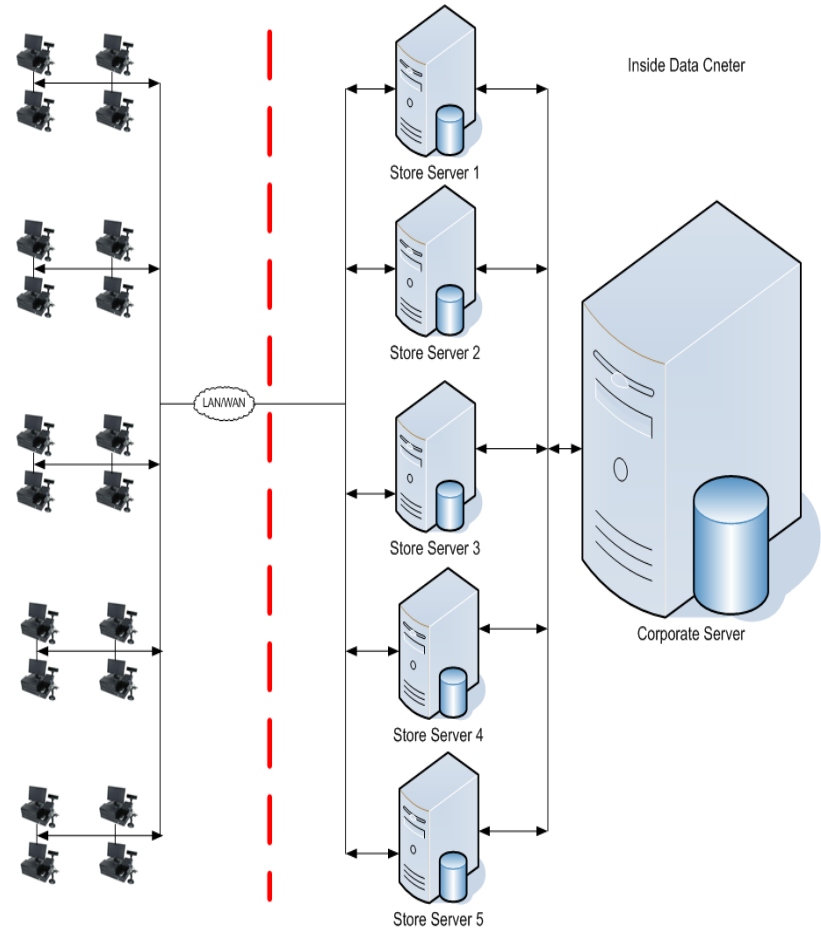 Inside Data Cneter
Store Server 1
Store Server 2
LAN/WAN
Store Server 3
Corporate Server
Store Server 4
Store Server 5